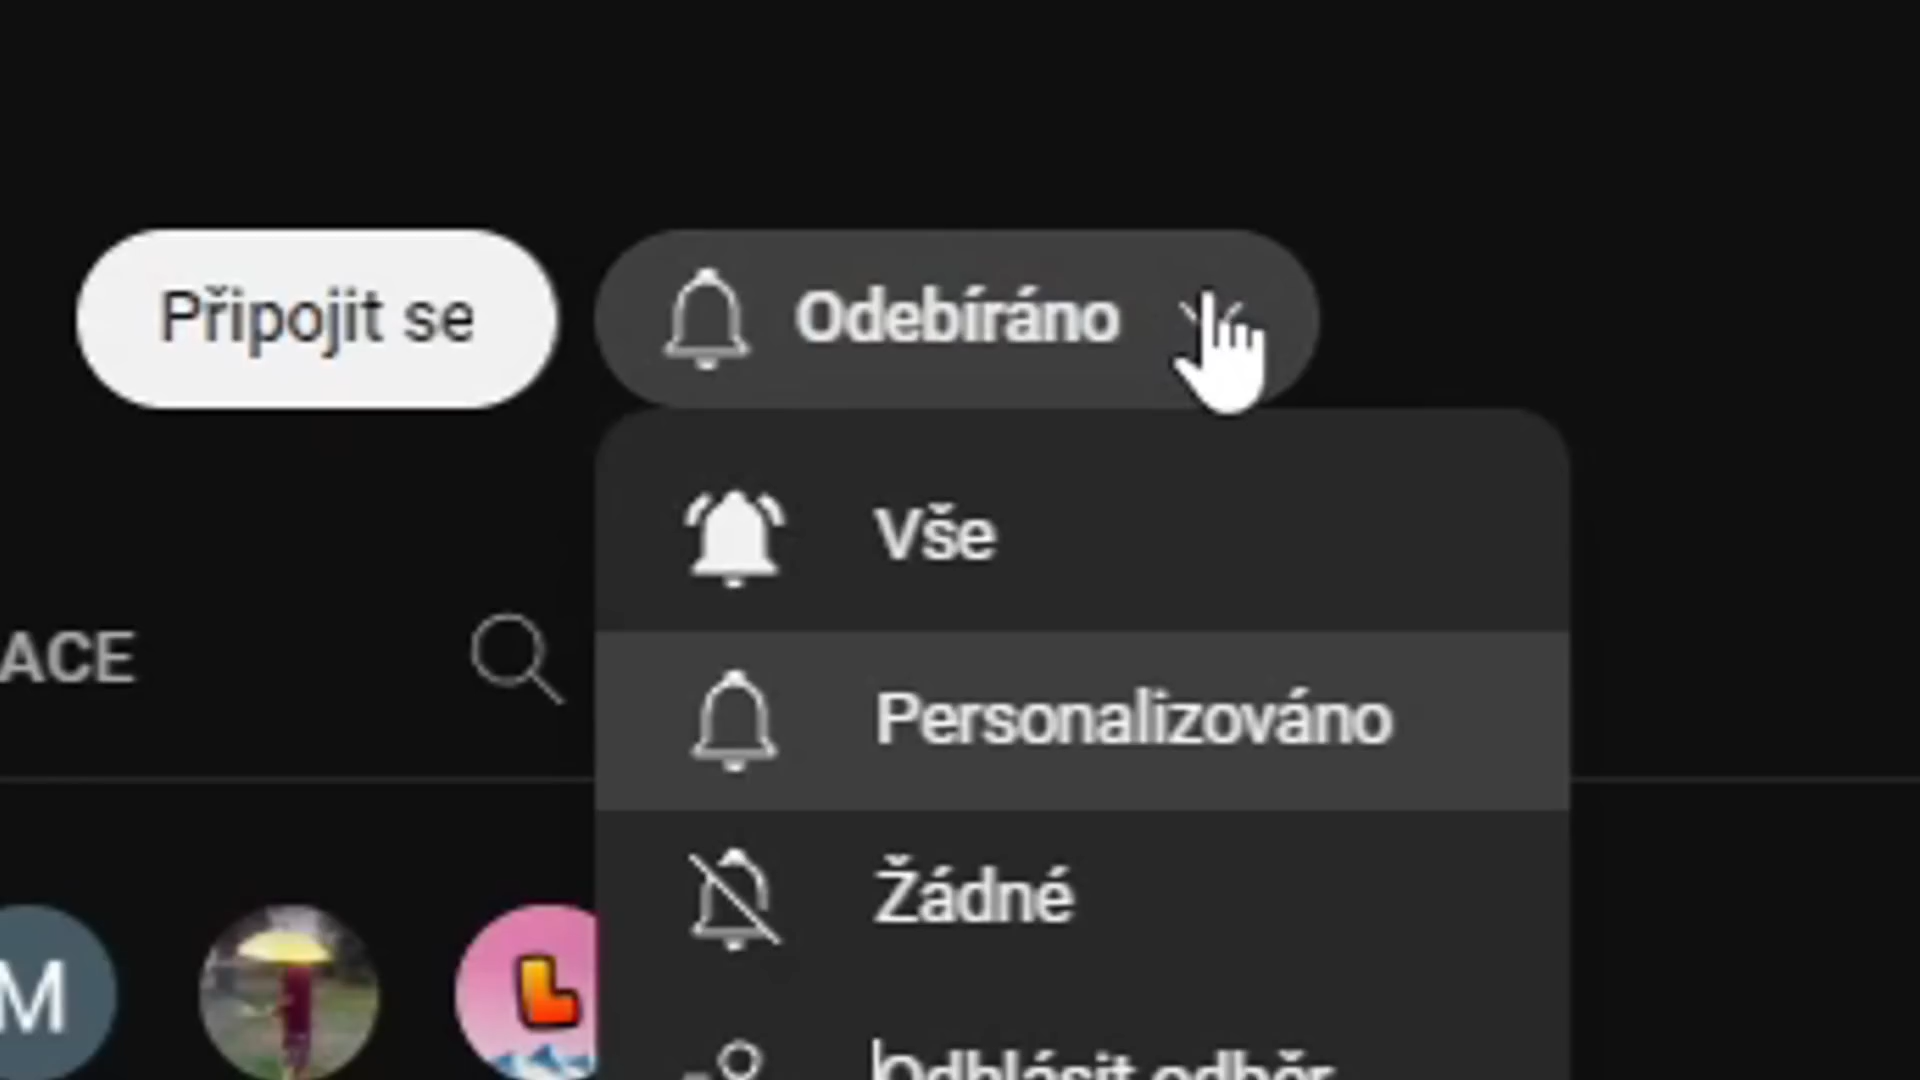 Připojit se
Odebíráno
Vše
Personalizováno
ACE
Žádné
M
L
Odhlásit odběr